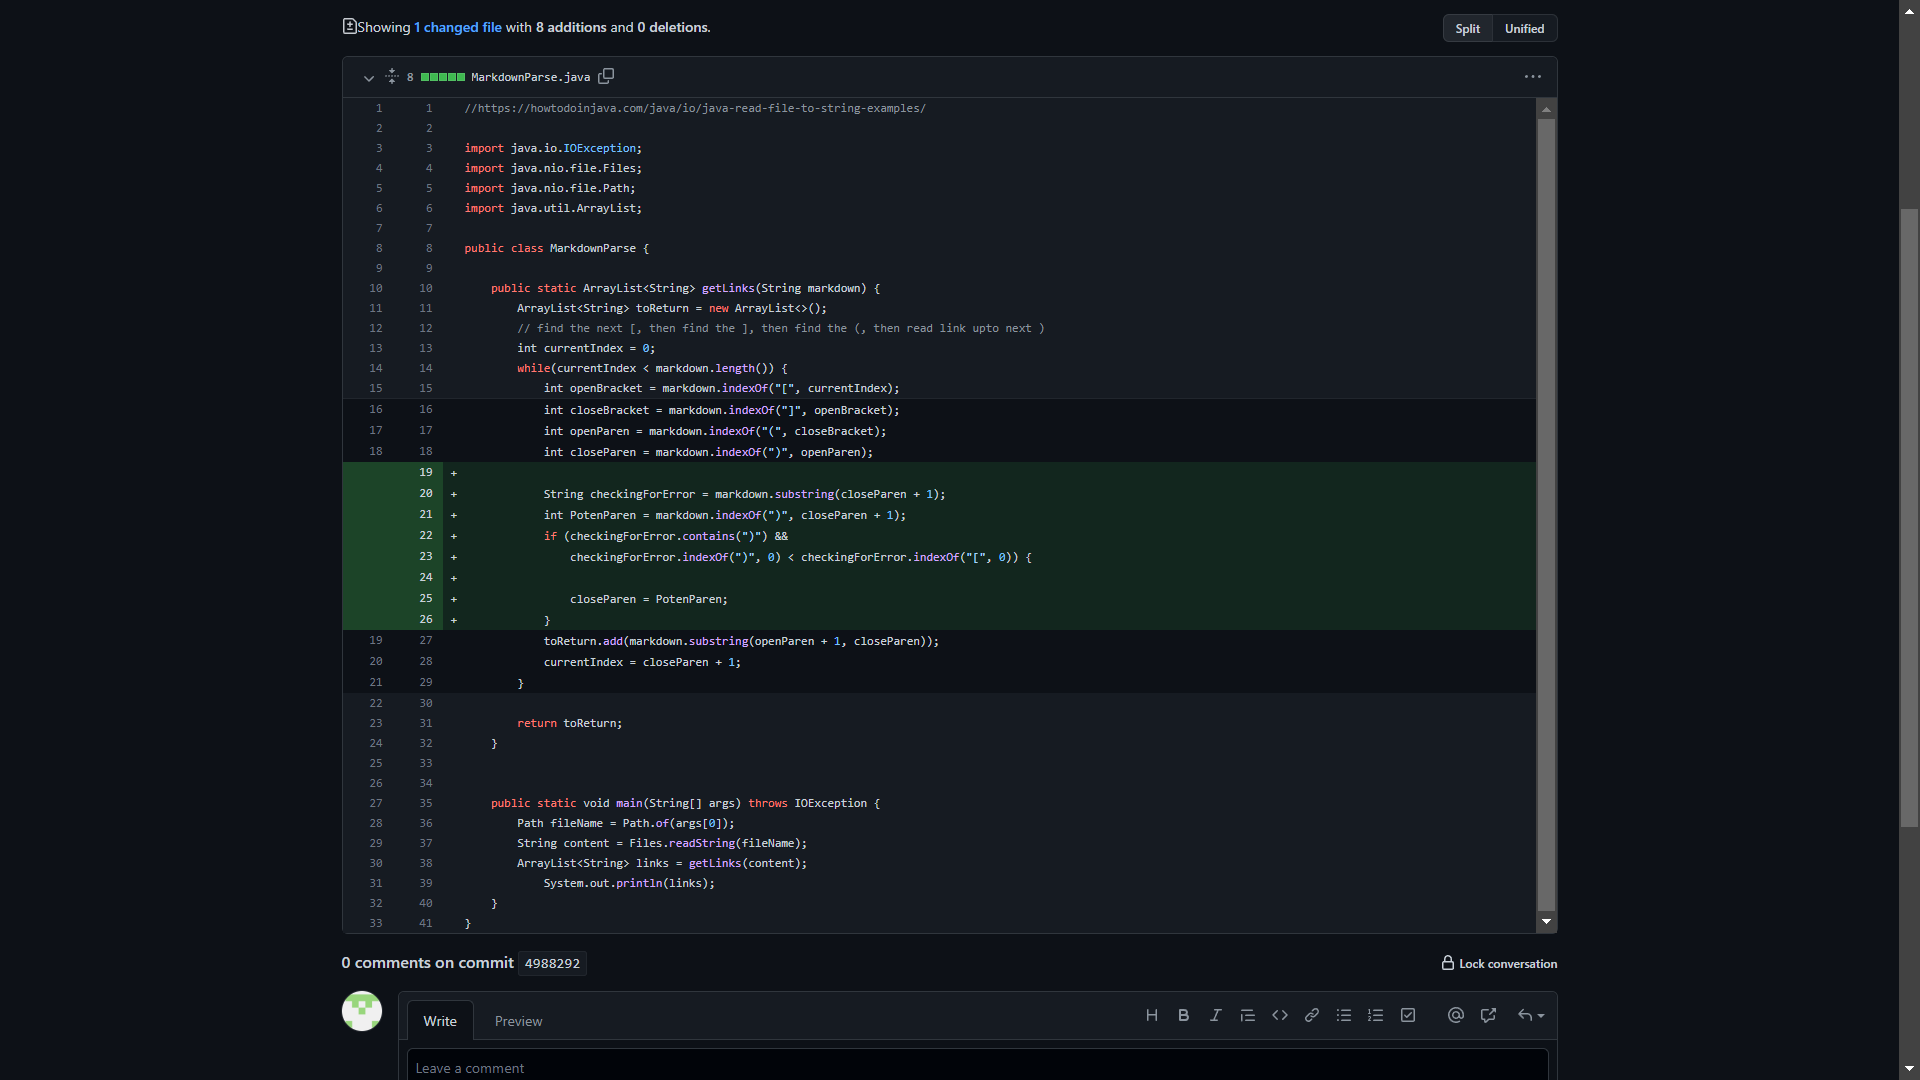 Showing 1 changed file with 8 additions and 0 deletions.
Split Unified
8 MarkdownParse.java
1 1 //https://howtodoinjava.com/java/io/java-read-file-to-string-examples/
2 2
3 3 import java.io.IOException;
4 4 import java.nio.file.Files;
5 5 import java.nio.file.Path;
6 6 import java.util.ArrayList;
7 7
8 8 public class MarkdownParse {
9 9
10 10 public static ArrayList<String> getLinks(String markdown) {
11 11 ArrayList<String> toReturn = new ArrayList<>();
12 12 // find the next [, then find the ], then find the (, then read link upto next )
13 13 int currentIndex = 0;
14 14 while(currentIndex < markdown.length()) {
15 15 int openBracket = markdown.indexOf("[", currentIndex);
16 16 int closeBracket = markdown.indexOf("]", openBracket);
17 17 int openParen = markdown.indexOf("(", closeBracket);
18 18 int closeParen = markdown.indexOf(")", openParen);
19 +
20 + String checkingForError = markdown.substring(closeParen + 1);
21 + int PotenParen = markdown.indexOf(")", closeParen + 1);
22 + if (checkingForError.contains(")") &&
23 + checkingForError.indexOf(")", 0) < checkingForError.indexOf("[", 0)) {
24 +
25 + closeParen = PotenParen;
26 + }
19 27 toReturn.add(markdown.substring(openParen + 1, closeParen));
20 28 currentIndex = closeParen + 1;
21 29 }
22 30
23 31 return toReturn;
24 32 }
25 33
26 34
27 35 public static void main(String[] args) throws IOException {
28 36 Path fileName = Path.of(args[0]);
29 37 String content = Files.readString(fileName);
30 38 ArrayList<String> links = getLinks(content);
31 39 System.out.println(links);
32 40 }
33 41 }
0 comments on commit 4988292
Lock conversation
Write Preview
Leave a comment